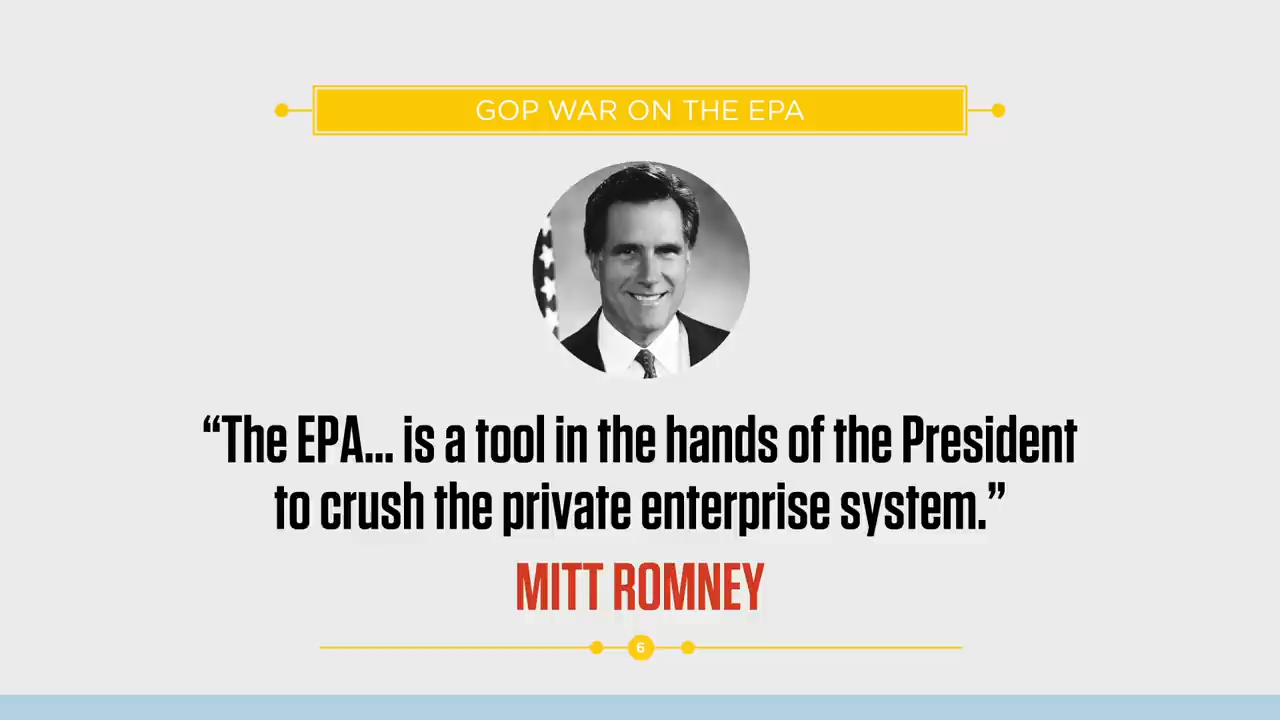 GOP WAR ON THE EPA
“The EPA... is a tool in the hands of the President
to crush the private enterprise system.”
MITT ROMNEY
6